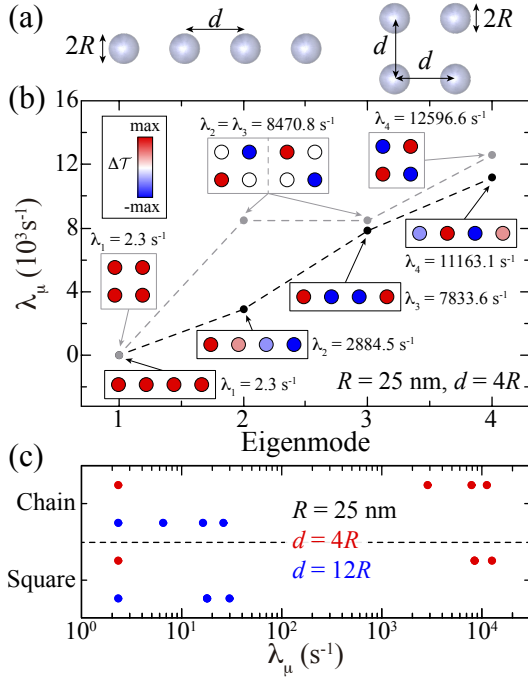 (a)
2R
d
d
d
2R
(b)
16
12
8
4
0
λμ (10³s⁻¹)
max
ΔT
-max
λ₂ = λ₃ = 8470.8 s⁻¹
λ₄ = 12596.6 s⁻¹
λ₁ = 2.3 s⁻¹
λ₄ = 11163.1 s⁻¹
λ₃ = 7833.6 s⁻¹
λ₂ = 2884.5 s⁻¹
λ₁ = 2.3 s⁻¹
R = 25 nm, d = 4R
1 2 3 4
Eigenmode
(c)
Chain
Square
R = 25 nm
d = 4R
d = 12R
10⁰ 10¹ 10² 10³ 10⁴
λμ (s⁻¹)